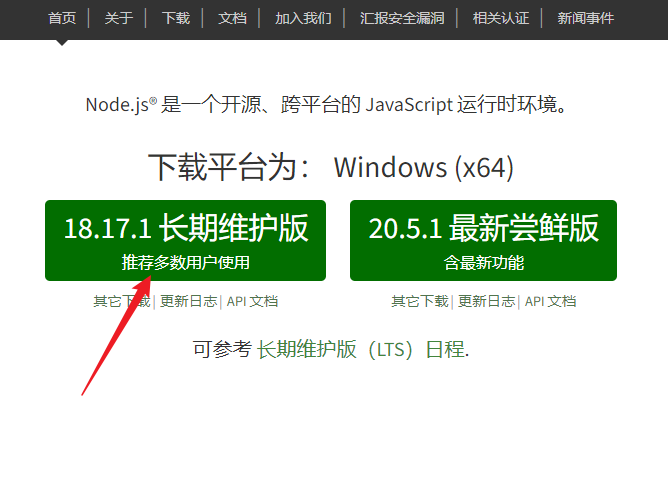 首页 | 关于 | 下载 | 文档 | 加入我们 | 汇报安全漏洞 | 相关认证 | 新闻事件
Node.js® 是一个开源、跨平台的 JavaScript 运行时环境。
下载平台为： Windows (x64)
18.17.1 长期维护版
推荐多数用户使用
20.5.1 最新尝鲜版
含最新功能
其它下载 | 更新日志 | API 文档
其它下载 | 更新日志 | API 文档
可参考 长期维护版（LTS）日程.